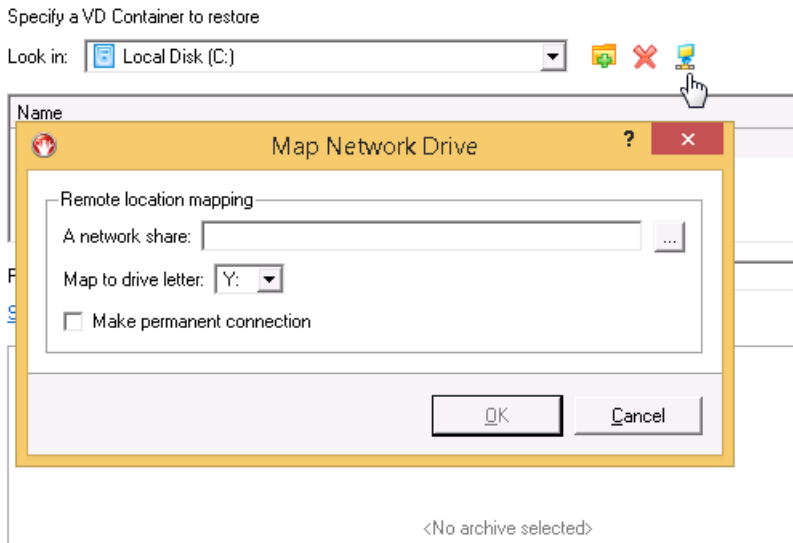 Specify a VD Container to restore
Look in: Local Disk (C:)
Name
Map Network Drive ? ×
Remote location mapping
A network share: ...
Map to drive letter: Y:
Make permanent connection
OK Cancel
<No archive selected>